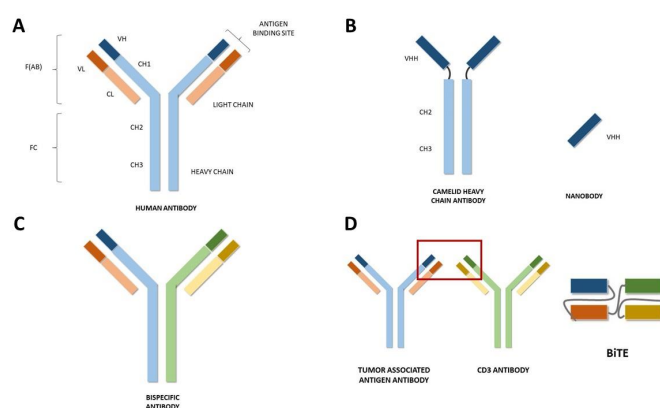 A
ANTIGEN
BINDING SITE
VH
F(AB)
VL
CH1
CL
LIGHT CHAIN
FC
CH2
CH3
HEAVY CHAIN
HUMAN ANTIBODY
B
VHH
CH2
CH3
VHH
CAMELID HEAVY
CHAIN ANTIBODY
NANOBODY
C
BISPECIFIC
ANTIBODY
D
TUMOR ASSOCIATED
ANTIGEN ANTIBODY
CD3 ANTIBODY
BiTE